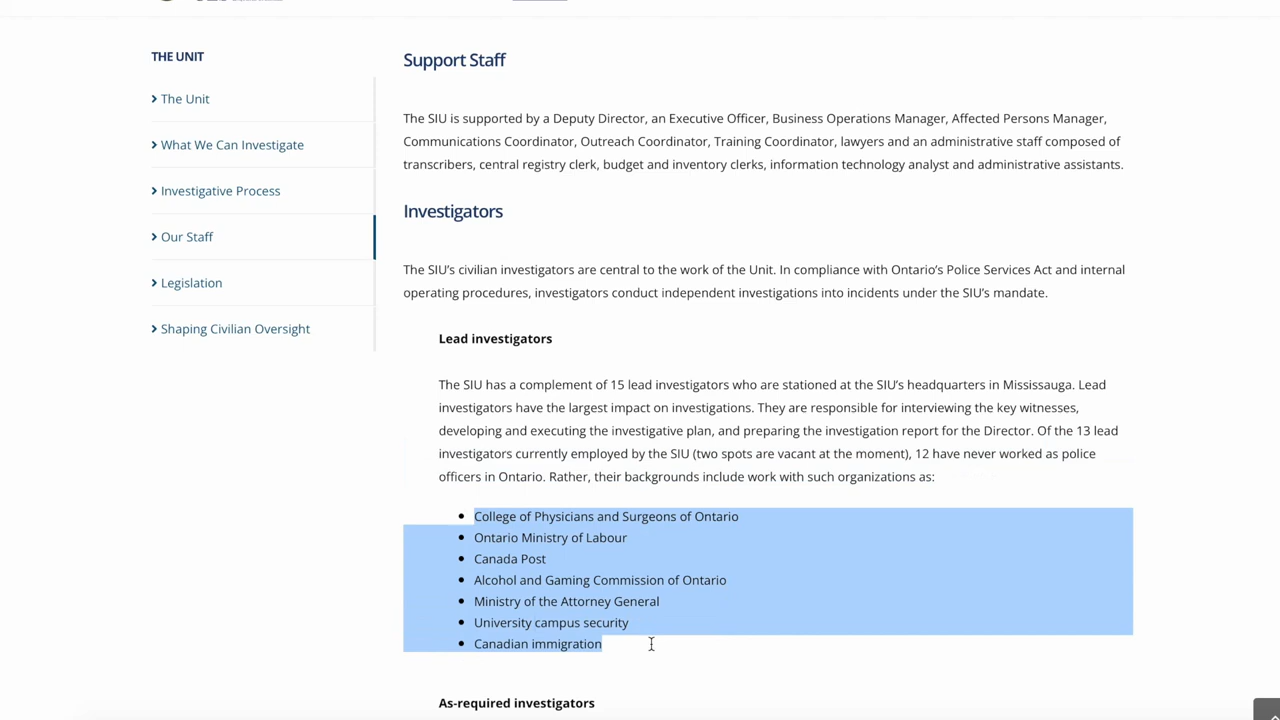 THE UNIT
The Unit
What We Can Investigate
Investigative Process
Our Staff
Legislation
Shaping Civilian Oversight
Support Staff
The SIU is supported by a Deputy Director, an Executive Officer, Business Operations Manager, Affected Persons Manager,
Communications Coordinator, Outreach Coordinator, Training Coordinator, lawyers and an administrative staff composed of
transcribers, central registry clerk, budget and inventory clerks, information technology analyst and administrative assistants.
Investigators
The SIU's civilian investigators are central to the work of the Unit. In compliance with Ontario's Police Services Act and internal
operating procedures, investigators conduct independent investigations into incidents under the SIU's mandate.
Lead investigators
The SIU has a complement of 15 lead investigators who are stationed at the SIU's headquarters in Mississauga. Lead
investigators have the largest impact on investigations. They are responsible for interviewing the key witnesses,
developing and executing the investigative plan, and preparing the investigation report for the Director. Of the 13 lead
investigators currently employed by the SIU (two spots are vacant at the moment), 12 have never worked as police
officers in Ontario. Rather, their backgrounds include work with such organizations as:
• College of Physicians and Surgeons of Ontario
• Ontario Ministry of Labour
• Canada Post
• Alcohol and Gaming Commission of Ontario
• Ministry of the Attorney General
• University campus security
• Canadian immigration
As-required investigators